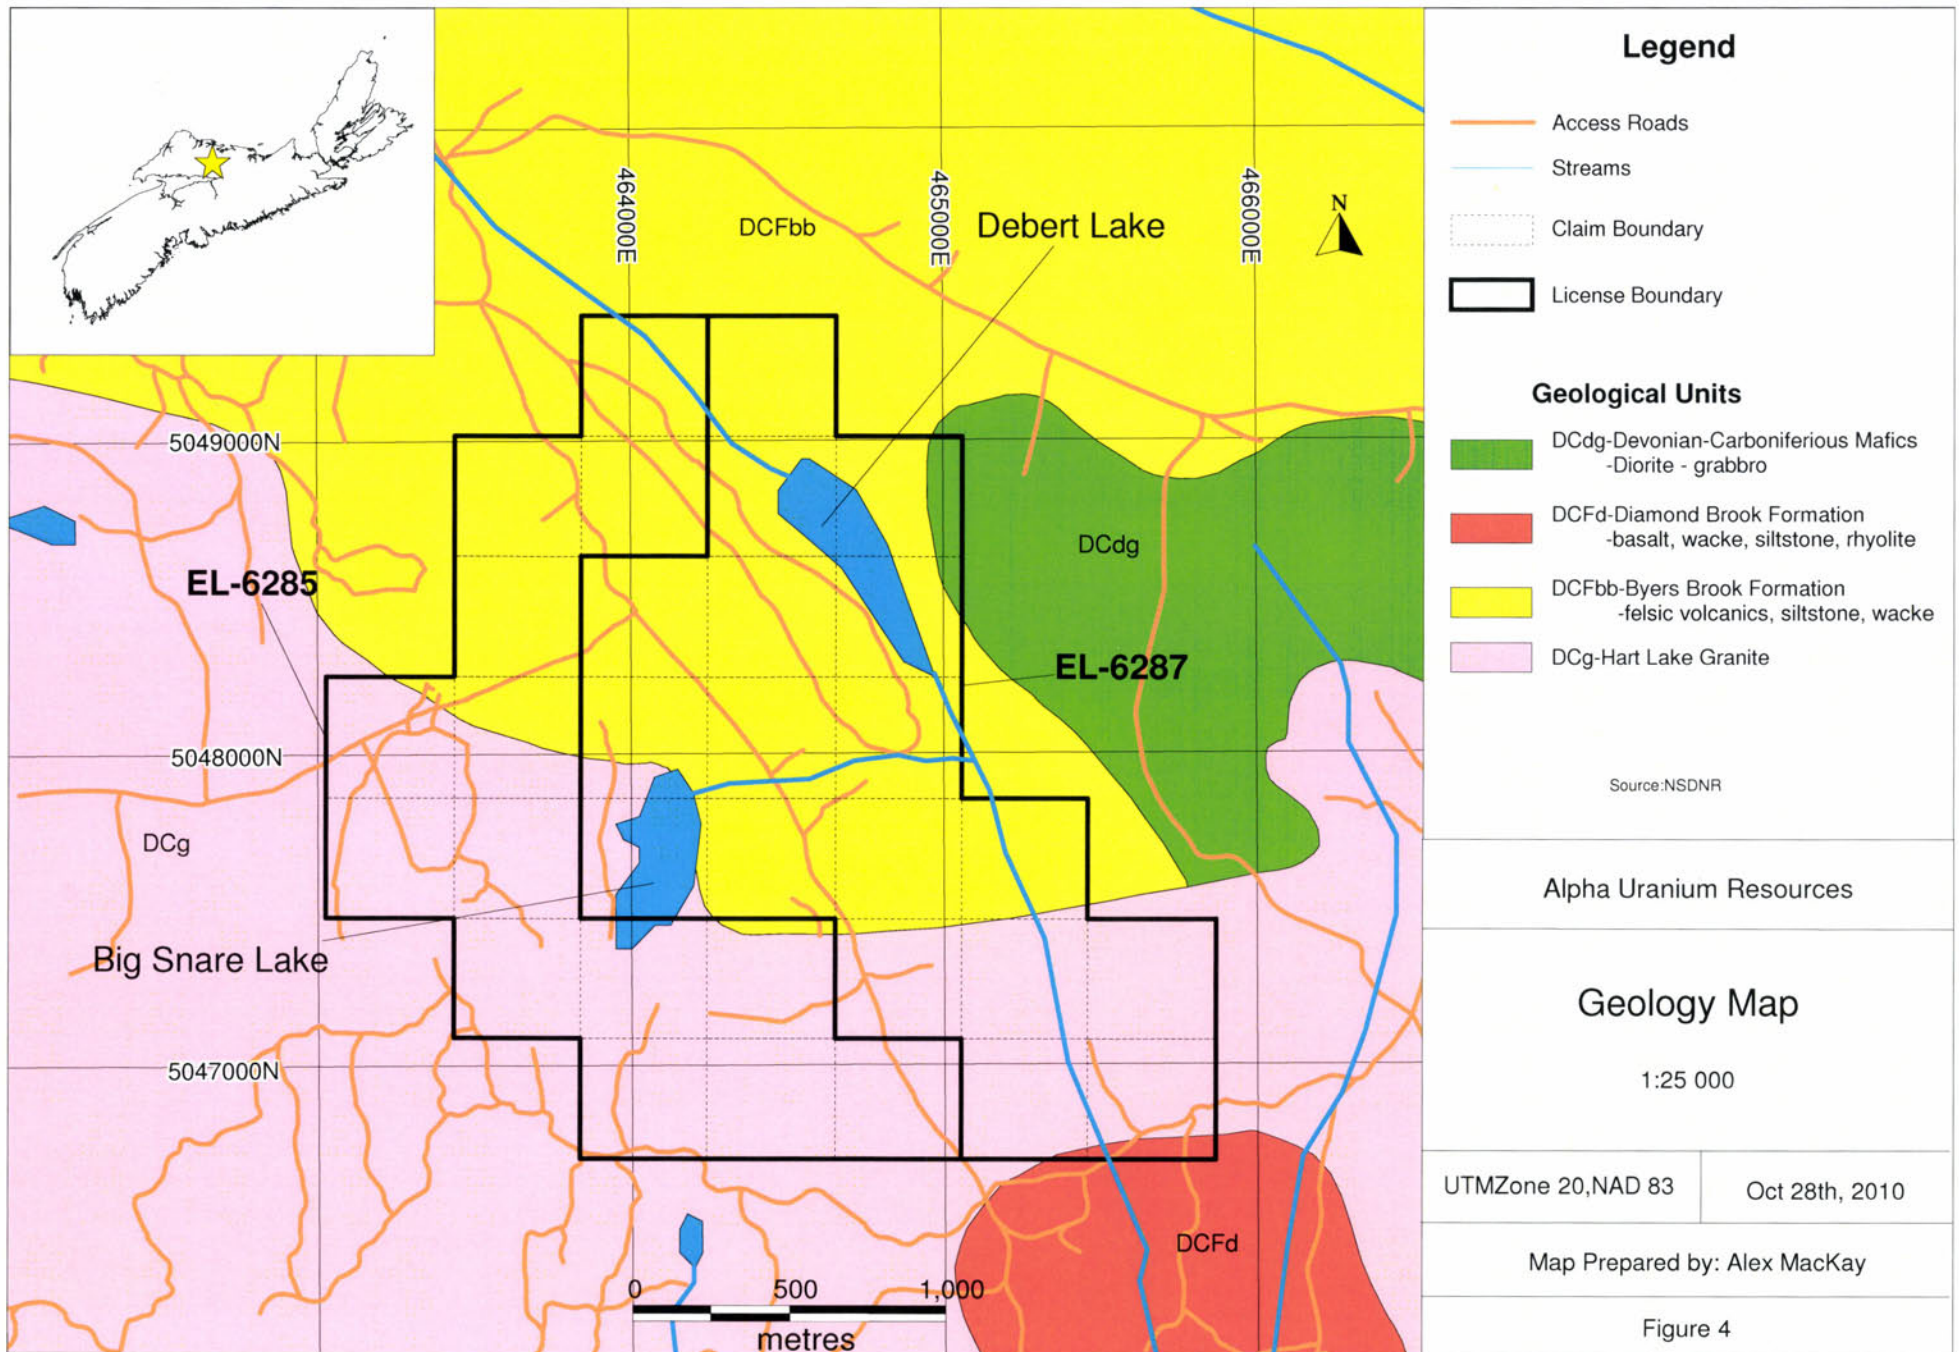 464000E
465000E
466000E
DCFbb
Debert Lake
N
5049000N
DCdg
EL-6285
EL-6287
5048000N
DCg
Big Snare Lake
5047000N
DCFd
0 500 1,000
metres
Legend
Access Roads
Streams
Claim Boundary
License Boundary
Geological Units
DCdg-Devonian-Carboniferious Mafics
-Diorite - grabbro
DCFd-Diamond Brook Formation
-basalt, wacke, siltstone, rhyolite
DCFbb-Byers Brook Formation
-felsic volcanics, siltstone, wacke
DCg-Hart Lake Granite
Source:NSDNR
Alpha Uranium Resources
Geology Map
1:25 000
UTMZone 20,NAD 83
Oct 28th, 2010
Map Prepared by: Alex MacKay
Figure 4